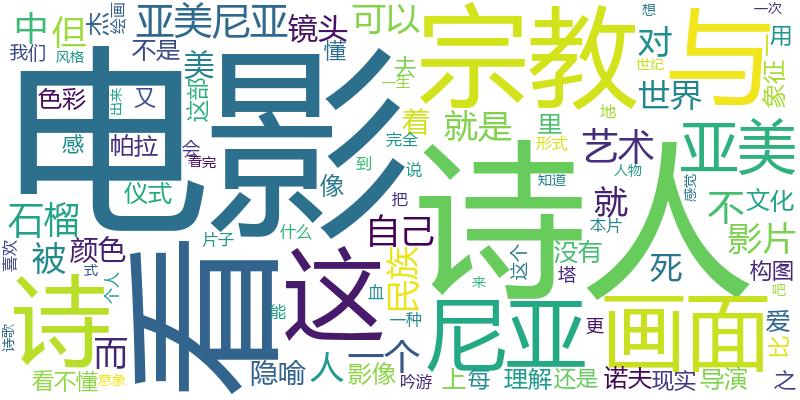 电影
诗人
宗教
与
看
这
诗
画面
尼亚
亚美
亚美尼亚
中
但
杰
绘画
镜头
可以
懂
去
一生
我们
风格
不是
这部
美
色彩
出来
又
感
帕拉
会
看完
像
到
完全
说
着
就是
里
形式
地
知道
人物
艺术
对
世界
世纪
想
一次
一
用
象征
就
不
文化
影片
感觉
本片
石榴
仪式
被
颜色
喜欢
式
个人
片子
什么
自己
把
民族
没有
这个
塔
死
构图
爱
比
吧
之
来
能
血
一种
更
诗歌
而
看不懂
意象
隐喻
人
一个
影像
吟游
上
每
理解
还是
诺夫
现实
导演